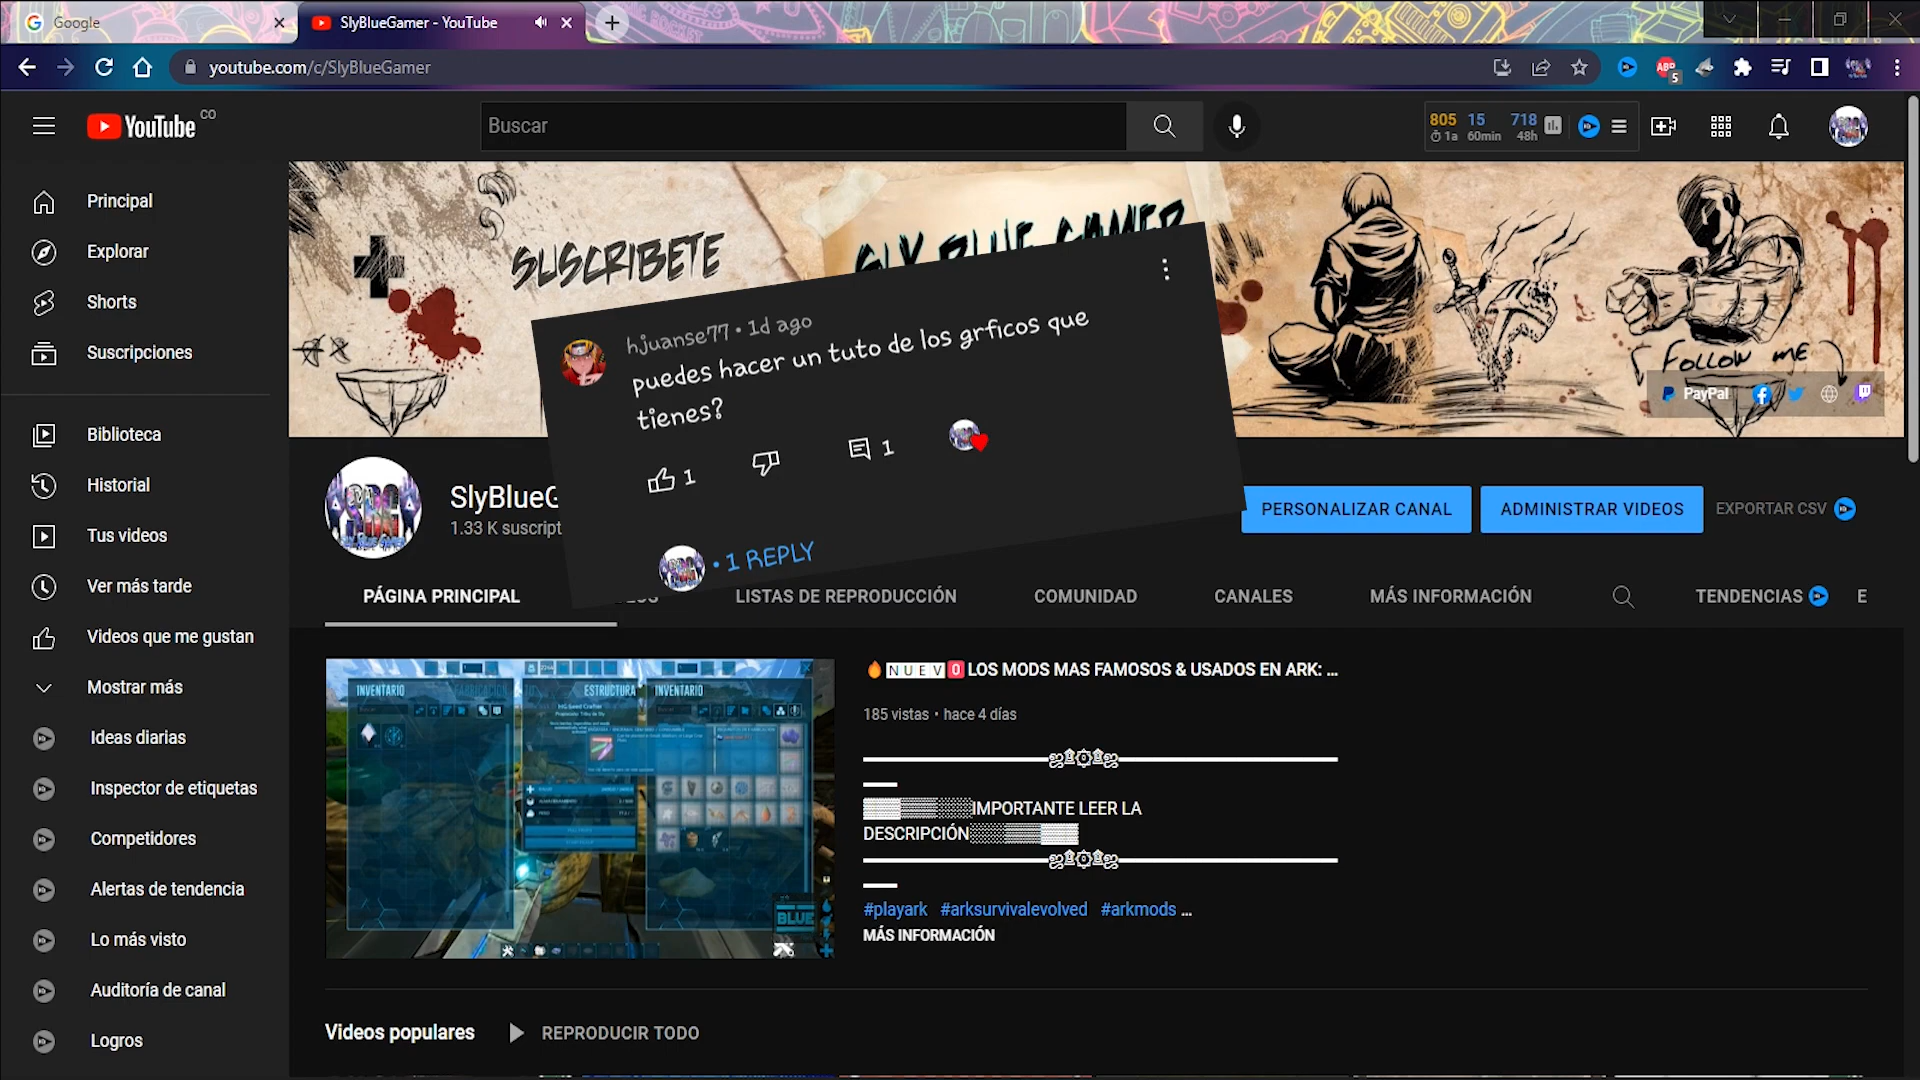 Google
SlyBlueGamer - YouTube
youtube.com/c/SlyBlueGamer
ABP
5
YouTube CO
Buscar
805 15 718
1a 60min 48h
Principal
Explorar
Shorts
Suscripciones
Biblioteca
Historial
Tus videos
Ver más tarde
Videos que me gustan
Mostrar más
Ideas diarias
Inspector de etiquetas
Competidores
Alertas de tendencia
Lo más visto
Auditoría de canal
Logros
SUSCRIBETE
SLY BLUE GAMER
FOLLOW ME
PayPal
hjuanse77 • 1d ago
puedes hacer un tuto de los grficos que
tienes?
1
1
• 1 REPLY
SlyBlueG
1.33 K suscript
PERSONALIZAR CANAL
ADMINISTRAR VIDEOS
EXPORTAR CSV
PÁGINA PRINCIPAL
LISTAS DE REPRODUCCIÓN
COMUNIDAD
CANALES
MÁS INFORMACIÓN
TENDENCIAS
E
INVENTARIO
ESTRUCTURA
INVENTARIO
BLUE
🔥🄽🅄🄴🅅🅾 LOS MODS MAS FAMOSOS & USADOS EN ARK: ...
185 vistas • hace 4 días
IMPORTANTE LEER LA
DESCRIPCIÓN
#playark #arksurvivalevolved #arkmods ...
MÁS INFORMACIÓN
Videos populares
REPRODUCIR TODO